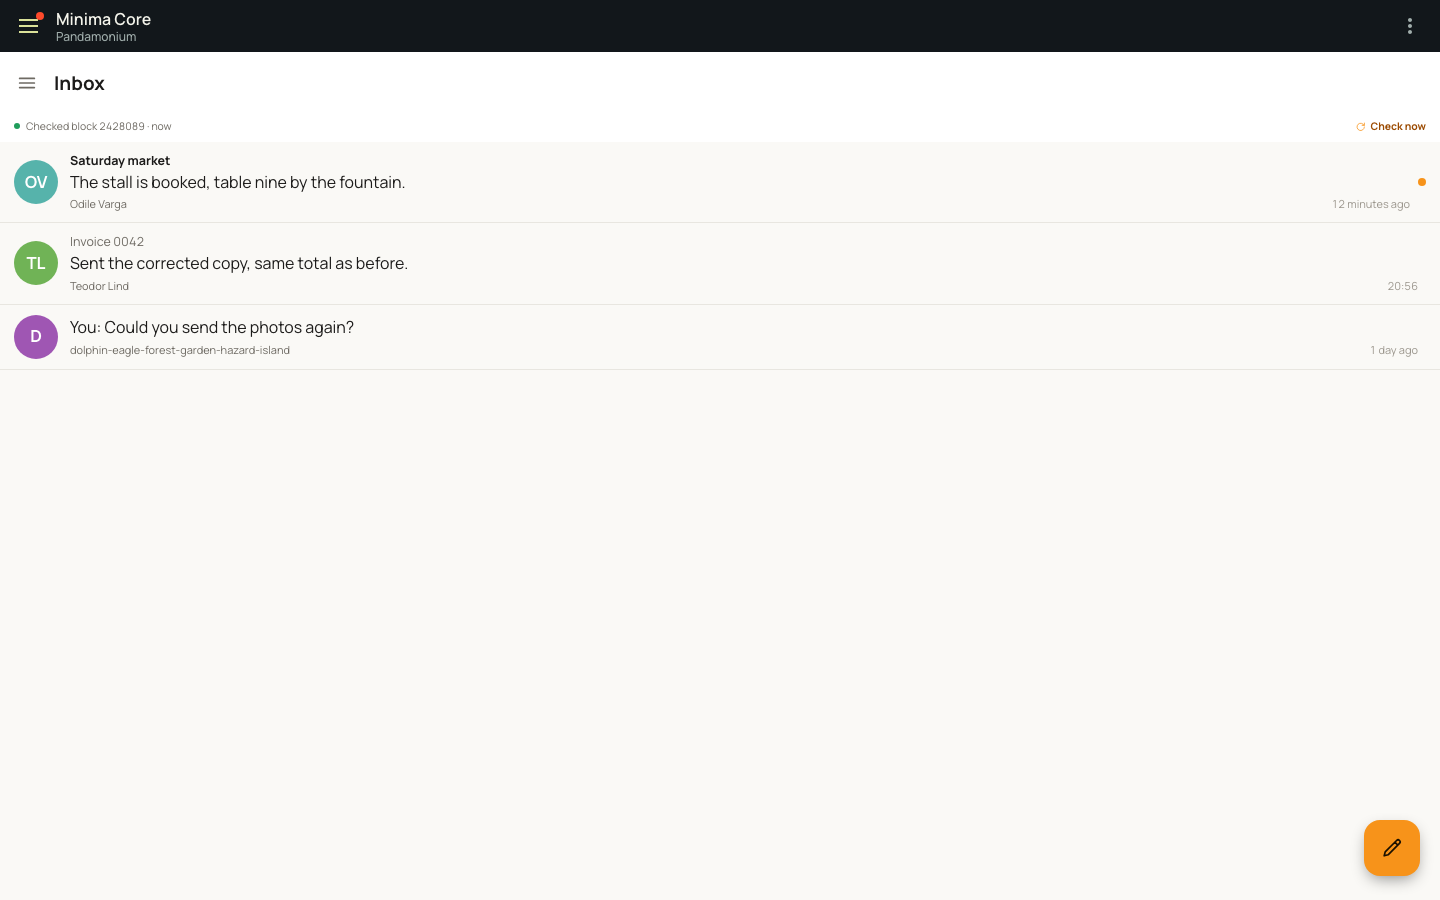 Minima Core
Pandamonium
Inbox
Checked block 2428089 · now
Check now
OV
Saturday market
The stall is booked, table nine by the fountain.
Odile Varga
12 minutes ago
TL
Invoice 0042
Sent the corrected copy, same total as before.
Teodor Lind
20:56
D
You: Could you send the photos again?
dolphin-eagle-forest-garden-hazard-island
1 day ago